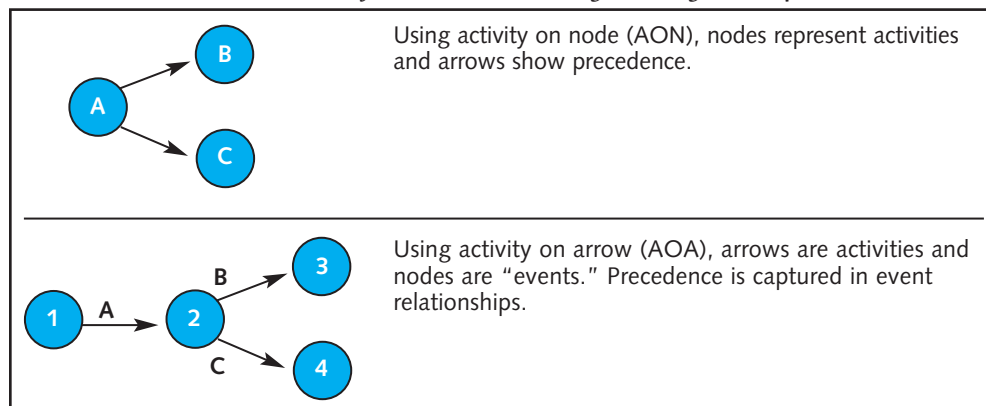 B
A
C
Using activity on node (AON), nodes represent activities
and arrows show precedence.
1
A
2
B
3
C
4
Using activity on arrow (AOA), arrows are activities and
nodes are “events.” Precedence is captured in event
relationships.